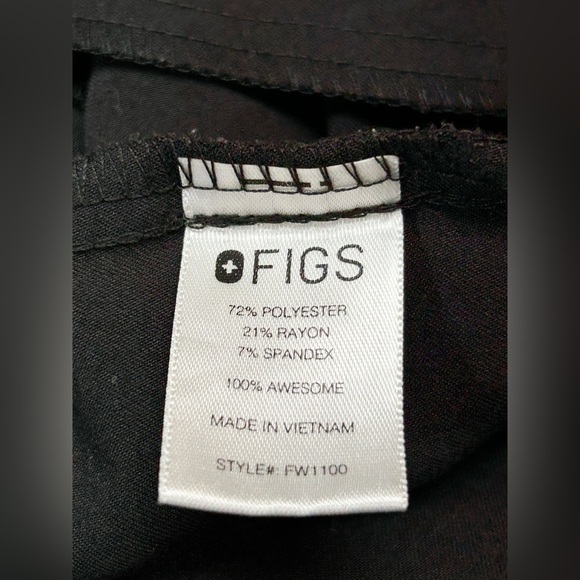 FIGS
72% POLYESTER
21% RAYON
7% SPANDEX
100% AWESOME
MADE IN VIETNAM
STYLE#: FW1100